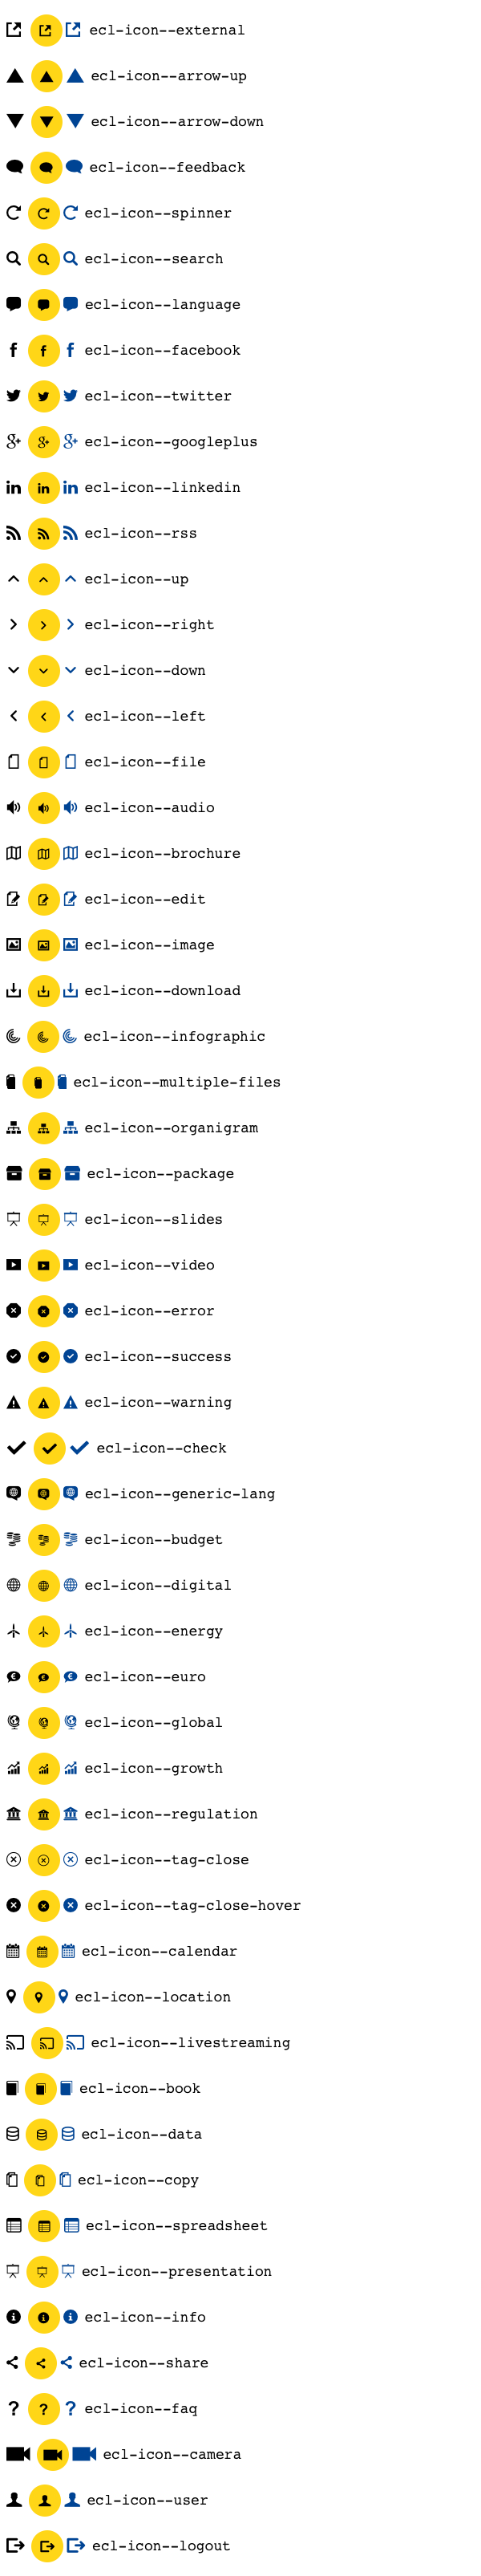 ecl-icon--external
ecl-icon--arrow-up
ecl-icon--arrow-down
ecl-icon--feedback
ecl-icon--spinner
ecl-icon--search
ecl-icon--language
ecl-icon--facebook
ecl-icon--twitter
ecl-icon--googleplus
ecl-icon--linkedin
ecl-icon--rss
ecl-icon--up
ecl-icon--right
ecl-icon--down
ecl-icon--left
ecl-icon--file
ecl-icon--audio
ecl-icon--brochure
ecl-icon--edit
ecl-icon--image
ecl-icon--download
ecl-icon--infographic
ecl-icon--multiple-files
ecl-icon--organigram
ecl-icon--package
ecl-icon--slides
ecl-icon--video
ecl-icon--error
ecl-icon--success
ecl-icon--warning
ecl-icon--check
ecl-icon--generic-lang
ecl-icon--budget
ecl-icon--digital
ecl-icon--energy
ecl-icon--euro
ecl-icon--global
ecl-icon--growth
ecl-icon--regulation
ecl-icon--tag-close
ecl-icon--tag-close-hover
ecl-icon--calendar
ecl-icon--location
ecl-icon--livestreaming
ecl-icon--book
ecl-icon--data
ecl-icon--copy
ecl-icon--spreadsheet
ecl-icon--presentation
ecl-icon--info
ecl-icon--share
ecl-icon--faq
ecl-icon--camera
ecl-icon--user
ecl-icon--logout